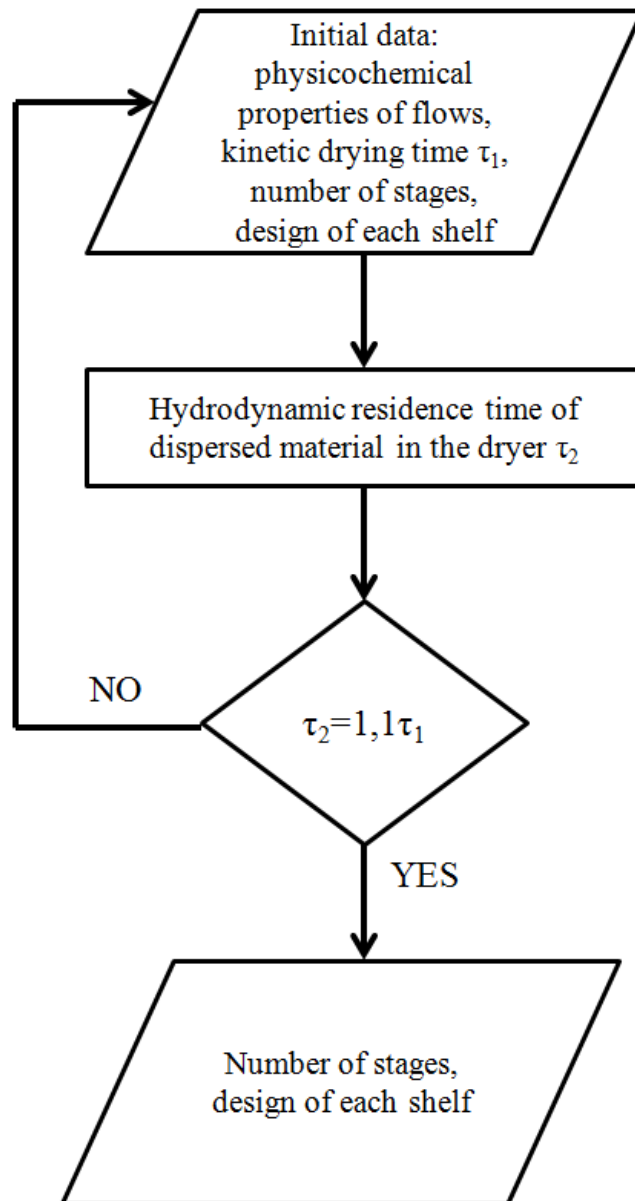 Initial data:
physicochemical
properties of flows,
kinetic drying time τ₁,
number of stages,
design of each shelf
Hydrodynamic residence time of
dispersed material in the dryer τ₂
NO
τ₂=1,1τ₁
YES
Number of stages,
design of each shelf